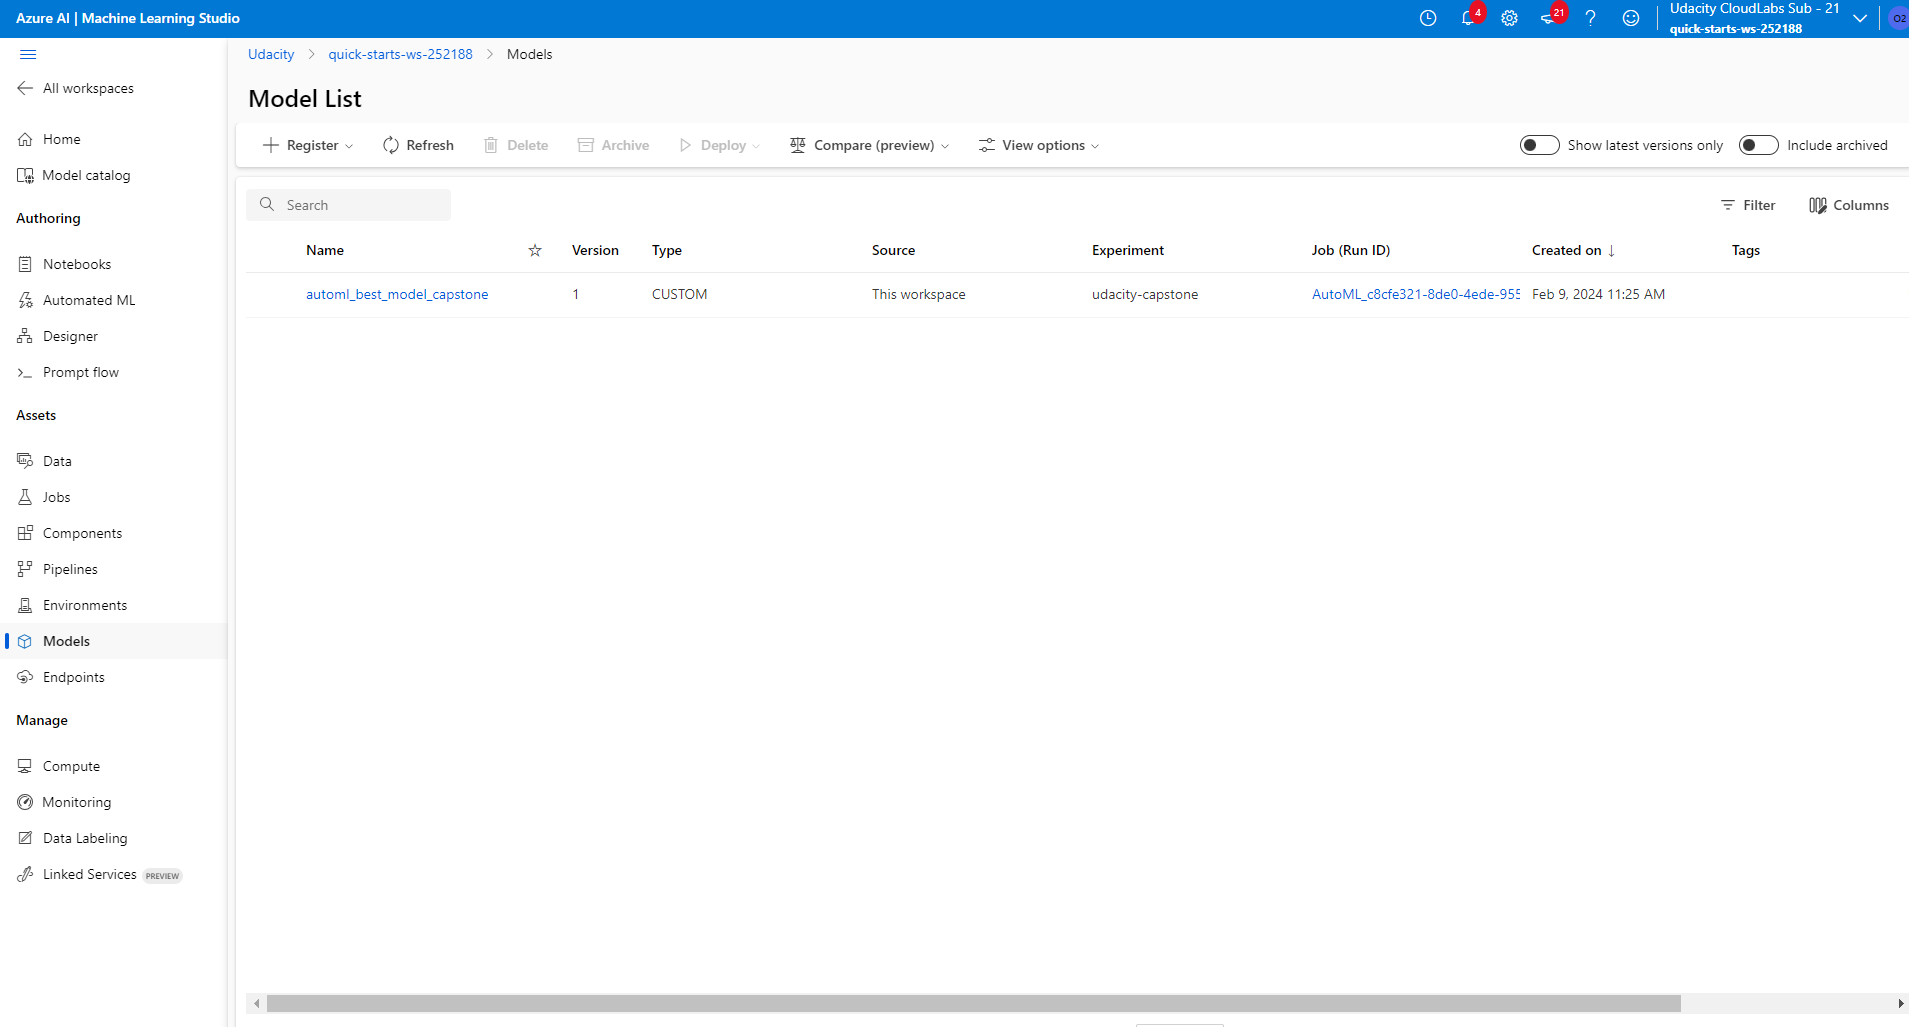 Azure AI | Machine Learning Studio
4
21
Udacity CloudLabs Sub - 21
quick-starts-ws-252188
O2
All workspaces
Home
Model catalog
Authoring
Notebooks
Automated ML
Designer
Prompt flow
Assets
Data
Jobs
Components
Pipelines
Environments
Models
Endpoints
Manage
Compute
Monitoring
Data Labeling
Linked Services PREVIEW
Udacity > quick-starts-ws-252188 > Models
Model List
Register Refresh Delete Archive Deploy Compare (preview) View options Show latest versions only Include archived
Search Filter Columns
Name Version Type Source Experiment Job (Run ID) Created on ↓ Tags
automl_best_model_capstone 1 CUSTOM This workspace udacity-capstone AutoML_c8cfe321-8de0-4ede-955 Feb 9, 2024 11:25 AM